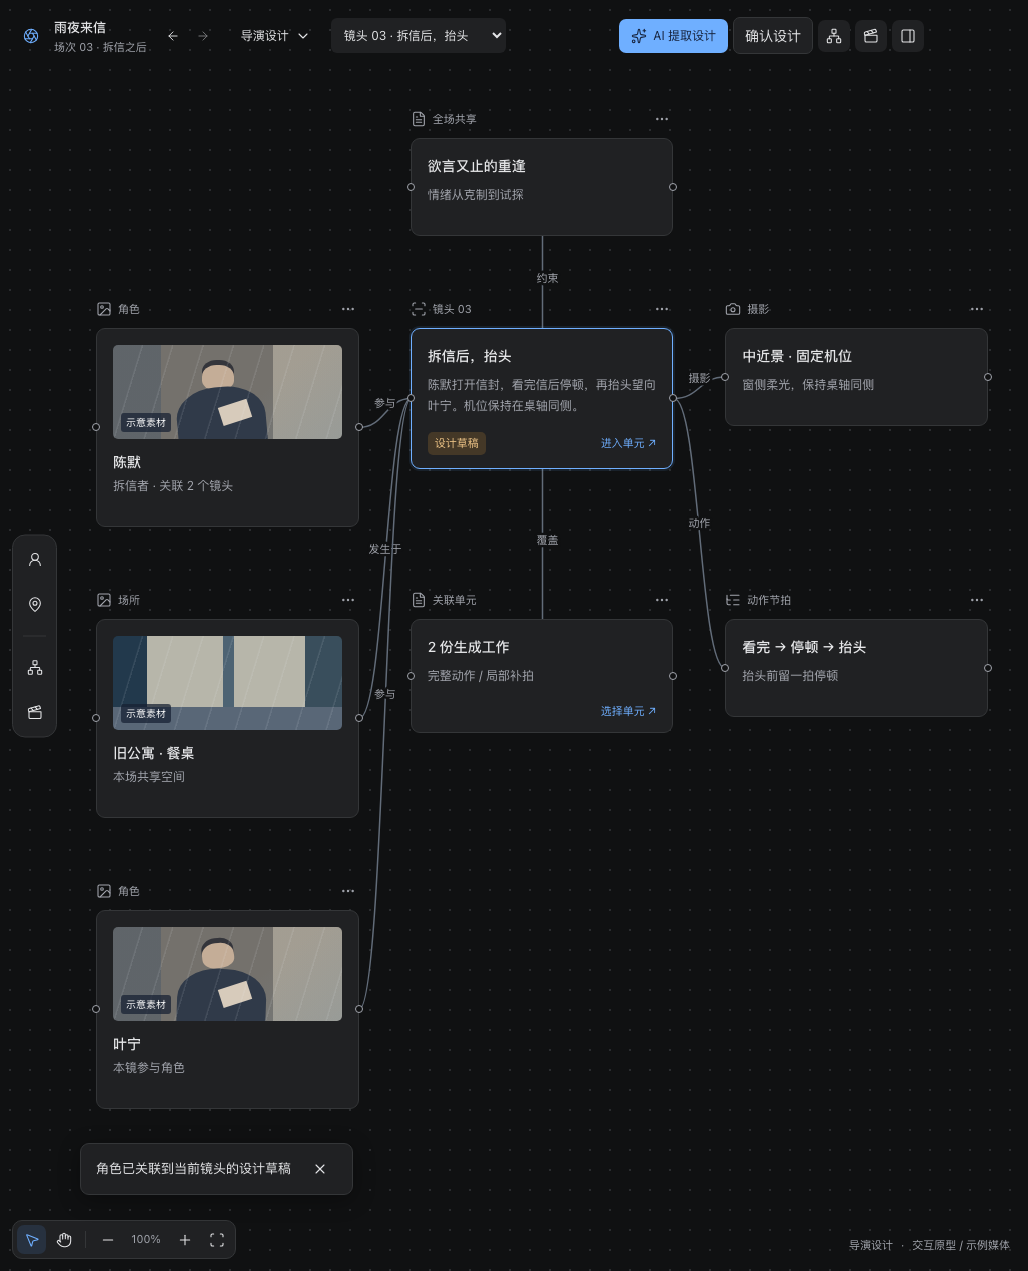 雨夜来信
场次 03 · 拆信之后
导演设计
镜头 03 · 拆信后，抬头
AI 提取设计
确认设计
全场共享
欲言又止的重逢
情绪从克制到试探
约束
角色
示意素材
陈默
拆信者 · 关联 2 个镜头
参与
镜头 03
拆信后，抬头
陈默打开信封，看完信后停顿，再抬头望向
叶宁。机位保持在桌轴同侧。
设计草稿
进入单元
摄影
摄影
中近景 · 固定机位
窗侧柔光，保持桌轴同侧
发生于
覆盖
动作
场所
示意素材
旧公寓 · 餐桌
本场共享空间
参与
关联单元
2 份生成工作
完整动作 / 局部补拍
选择单元
动作节拍
看完 → 停顿 → 抬头
抬头前留一拍停顿
角色
示意素材
叶宁
本镜参与角色
角色已关联到当前镜头的设计草稿
100%
导演设计 · 交互原型 / 示例媒体